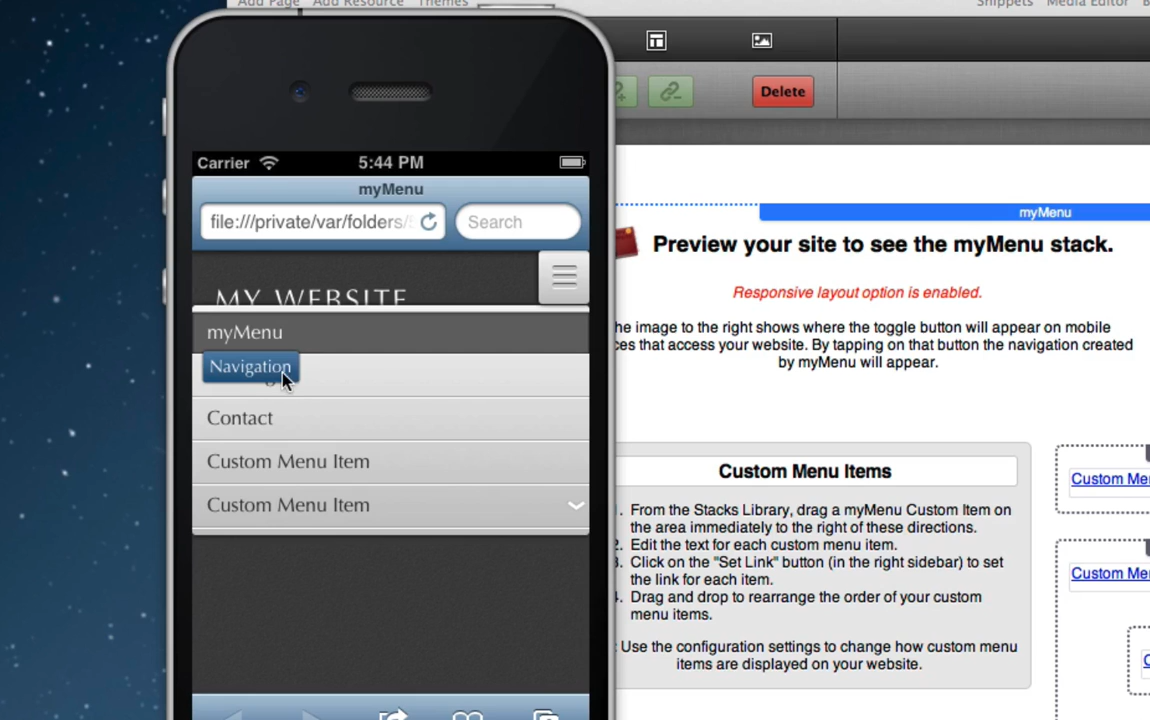 Add Page Add Resource Themes
Snippets Media Editor
Delete
Carrier 5:44 PM
myMenu
file:///private/var/folders/
Search
MY WEBSITE
myMenu
Navigation
Contact
Custom Menu Item
Custom Menu Item
myMenu
Preview your site to see the myMenu stack.
Responsive layout option is enabled.
he image to the right shows where the toggle button will appear on mobile
ces that access your website. By tapping on that button the navigation created
by myMenu will appear.
Custom Menu Items
. From the Stacks Library, drag a myMenu Custom Item on
the area immediately to the right of these directions.
2. Edit the text for each custom menu item.
3. Click on the "Set Link" button (in the right sidebar) to set
the link for each item.
4. Drag and drop to rearrange the order of your custom
menu items.
: Use the configuration settings to change how custom menu
items are displayed on your website.
Custom Me
Custom Me